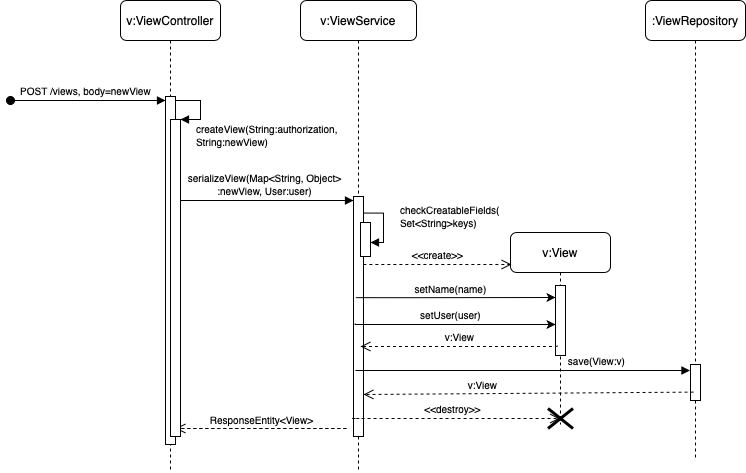 v:ViewController
v:ViewService
:ViewRepository
POST /views, body=newView
createView(String:authorization,
String:newView)
serializeView(Map<String, Object>
:newView, User:user)
checkCreatableFields(
Set<String>keys)
<<create>>
v:View
setName(name)
setUser(user)
v:View
save(View:v)
v:View
<<destroy>>
ResponseEntity<View>